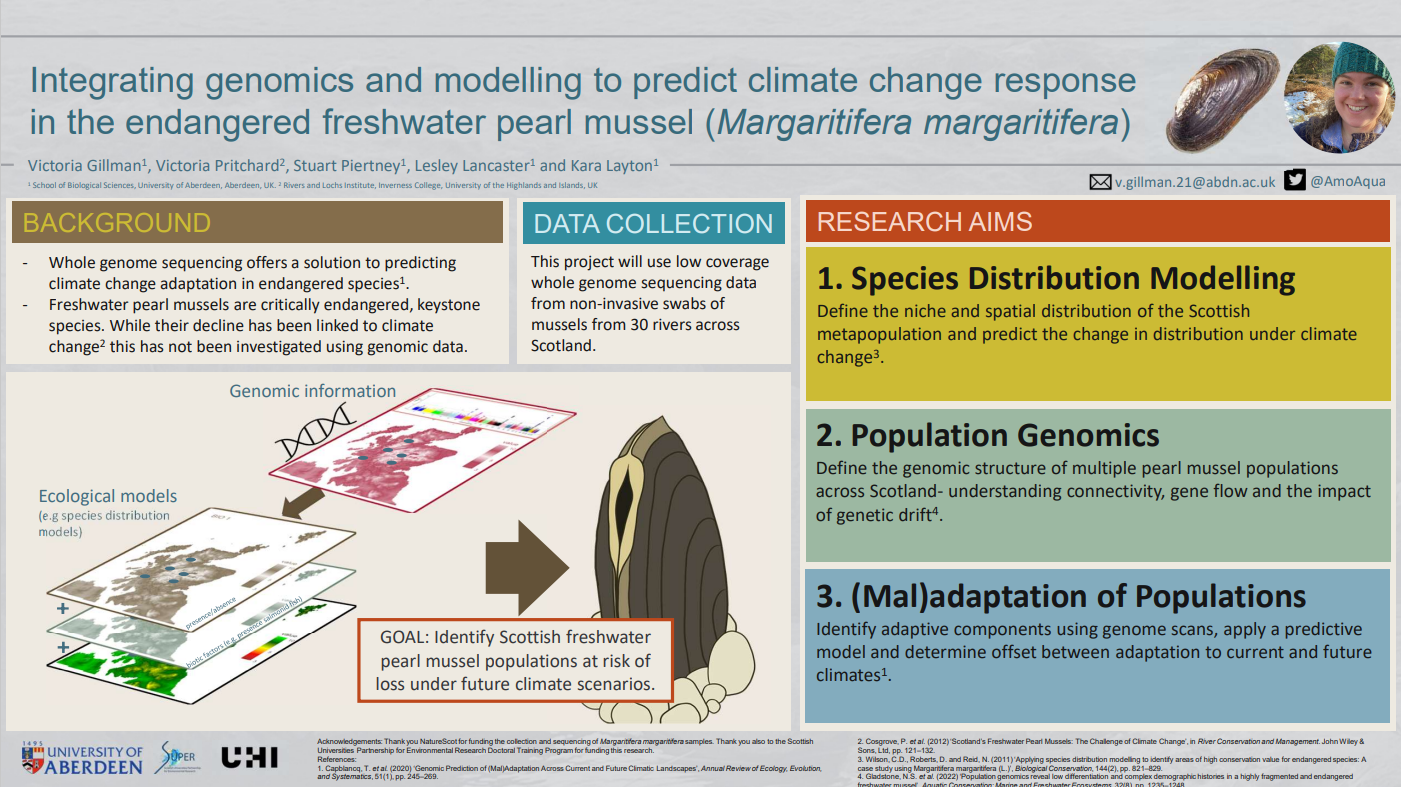 Integrating genomics and modelling to predict climate change response
in the endangered freshwater pearl mussel (Margaritifera margaritifera)
Victoria Gillman¹, Victoria Pritchard², Stuart Piertney¹, Lesley Lancaster¹ and Kara Layton¹
¹ School of Biological Sciences, University of Aberdeen, Aberdeen, UK. ² Rivers and Lochs Institute, Inverness College, University of the Highlands and Islands, UK
v.gillman.21@abdn.ac.uk @AmoAqua
BACKGROUND
- Whole genome sequencing offers a solution to predicting
climate change adaptation in endangered species¹.
- Freshwater pearl mussels are critically endangered, keystone
species. While their decline has been linked to climate
change² this has not been investigated using genomic data.
DATA COLLECTION
This project will use low coverage
whole genome sequencing data
from non-invasive swabs of
mussels from 30 rivers across
Scotland.
Genomic information
Ecological models
(e.g species distribution
models)
BIO 1
presence/absence
+
biotic factors (e.g. presence salmonid fish)
+
GOAL: Identify Scottish freshwater
pearl mussel populations at risk of
loss under future climate scenarios.
RESEARCH AIMS
1. Species Distribution Modelling
Define the niche and spatial distribution of the Scottish
metapopulation and predict the change in distribution under climate
change³.
2. Population Genomics
Define the genomic structure of multiple pearl mussel populations
across Scotland- understanding connectivity, gene flow and the impact
of genetic drift⁴.
3. (Mal)adaptation of Populations
Identify adaptive components using genome scans, apply a predictive
model and determine offset between adaptation to current and future
climates¹.
1495
UNIVERSITY OF
ABERDEEN
SUPER
UHI
Acknowledgements: Thank you NatureScot for funding the collection and sequencing of Margaritifera margaritifera samples. Thank you also to the Scottish
Universities Partnership for Environmental Research Doctoral Training Program for funding this research.
References:
1. Capblancq, T. et al. (2020) 'Genomic Prediction of (Mal)Adaptation Across Current and Future Climatic Landscapes', Annual Review of Ecology, Evolution,
and Systematics, 51(1), pp. 245–269.
2. Cosgrove, P. et al. (2012) 'Scotland's Freshwater Pearl Mussels: The Challenge of Climate Change', in River Conservation and Management. John Wiley &
Sons, Ltd, pp. 121–132.
3. Wilson, C.D., Roberts, D. and Reid, N. (2011) 'Applying species distribution modelling to identify areas of high conservation value for endangered species: A
case study using Margaritifera margaritifera (L.)', Biological Conservation, 144(2), pp. 821–829.
4. Gladstone, N.S. et al. (2022) 'Population genomics reveal low differentiation and complex demographic histories in a highly fragmented and endangered
freshwater mussel', Aquatic Conservation: Marine and Freshwater Ecosystems, 32(8), pp. 1235–1248.